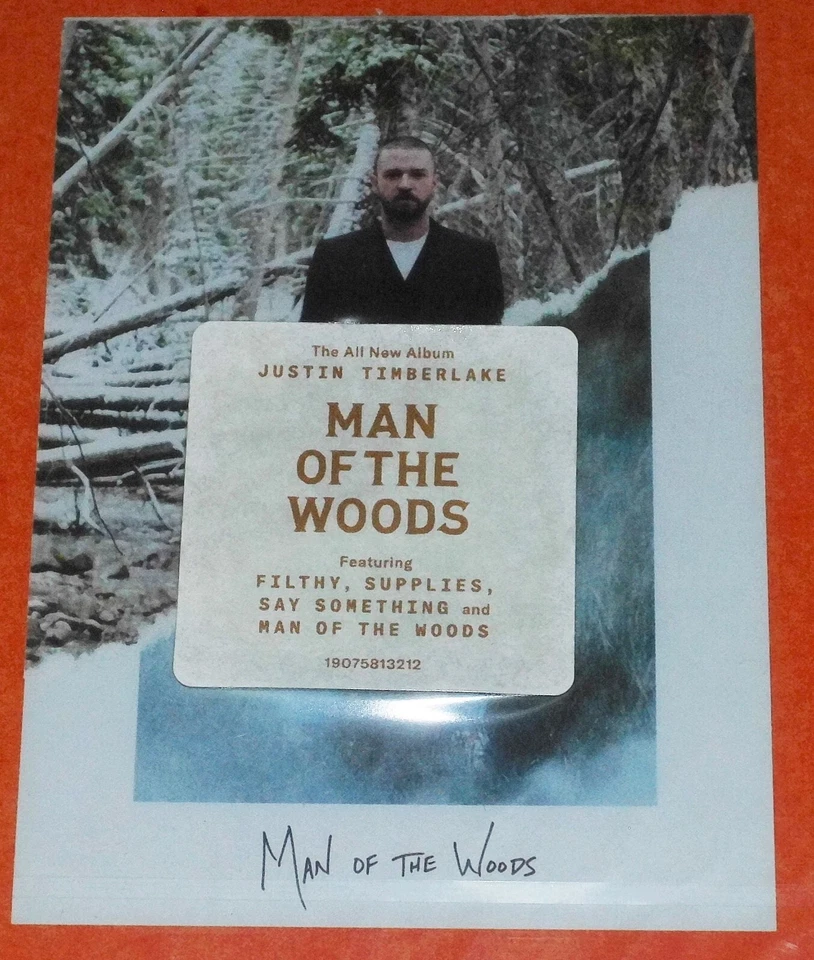 The All New Album
JUSTIN TIMBERLAKE
MAN
OF THE
WOODS
Featuring
FILTHY, SUPPLIES,
SAY SOMETHING and
MAN OF THE WOODS
19075813212
MAN OF THE WOODS